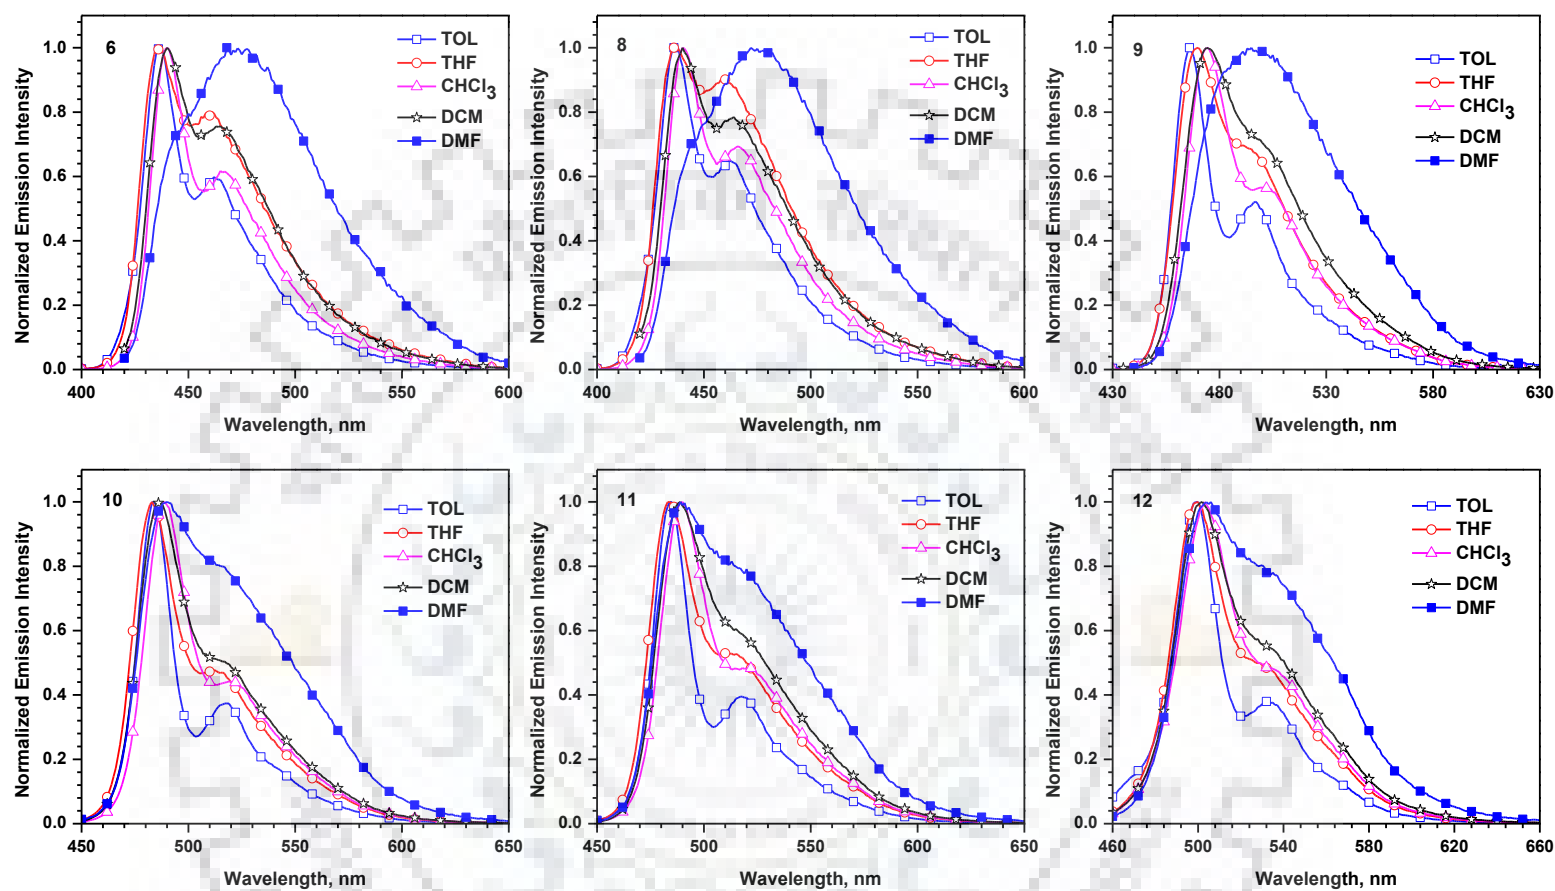 6
TOL
THF
CHCl3
DCM
DMF
Normalized Emission Intensity
1.0
0.8
0.6
0.4
0.2
0.0
400 450 500 550 600
Wavelength, nm
8
TOL
THF
CHCl3
DCM
DMF
Normalized Emission Intensity
1.0
0.8
0.6
0.4
0.2
0.0
400 450 500 550 600
Wavelength, nm
9
TOL
THF
CHCl3
DCM
DMF
Normalized Emission Intensity
1.0
0.8
0.6
0.4
0.2
0.0
430 480 530 580 630
Wavelength, nm
10
TOL
THF
CHCl3
DCM
DMF
Normalized Emission Intensity
1.0
0.8
0.6
0.4
0.2
0.0
450 500 550 600 650
Wavelength, nm
11
TOL
THF
CHCl3
DCM
DMF
Normalized Emission Intensity
1.0
0.8
0.6
0.4
0.2
0.0
450 500 550 600 650
Wavelength, nm
12
TOL
THF
CHCl3
DCM
DMF
Normalized Emission Intensity
1.0
0.8
0.6
0.4
0.2
0.0
460 500 540 580 620 660
Wavelength, nm